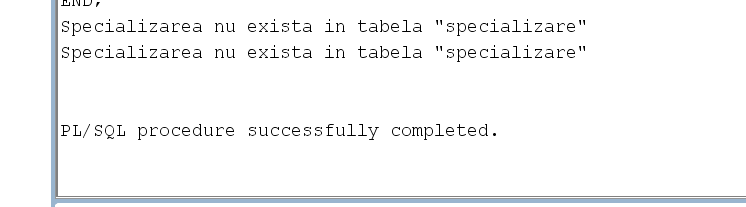 END;
Specializarea nu exista in tabela "specializare"
Specializarea nu exista in tabela "specializare"
PL/SQL procedure successfully completed.